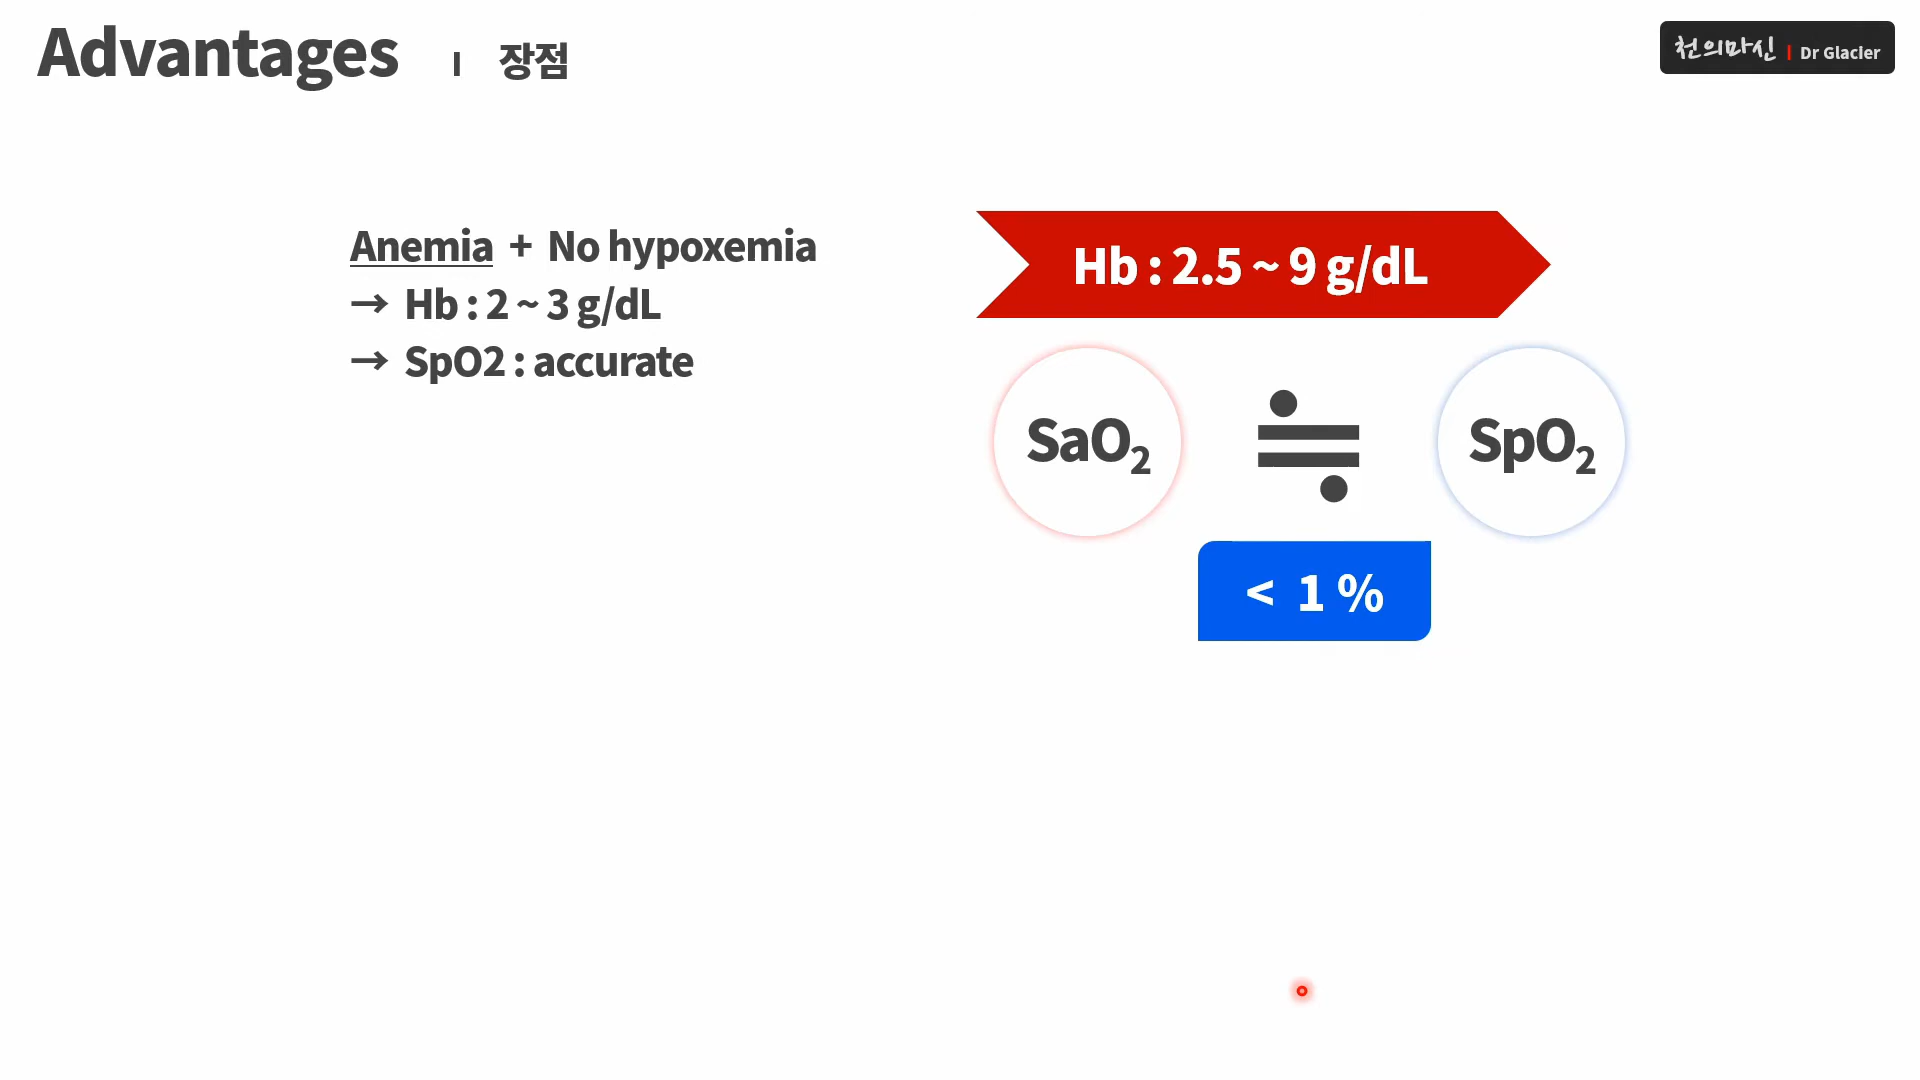 Advantages ı 장점
천의마신 | Dr Glacier
Anemia + No hypoxemia
→ Hb : 2 ~ 3 g/dL
→ SpO2 : accurate
Hb : 2.5 ~ 9 g/dL
SaO₂ ≒ SpO₂
< 1 %